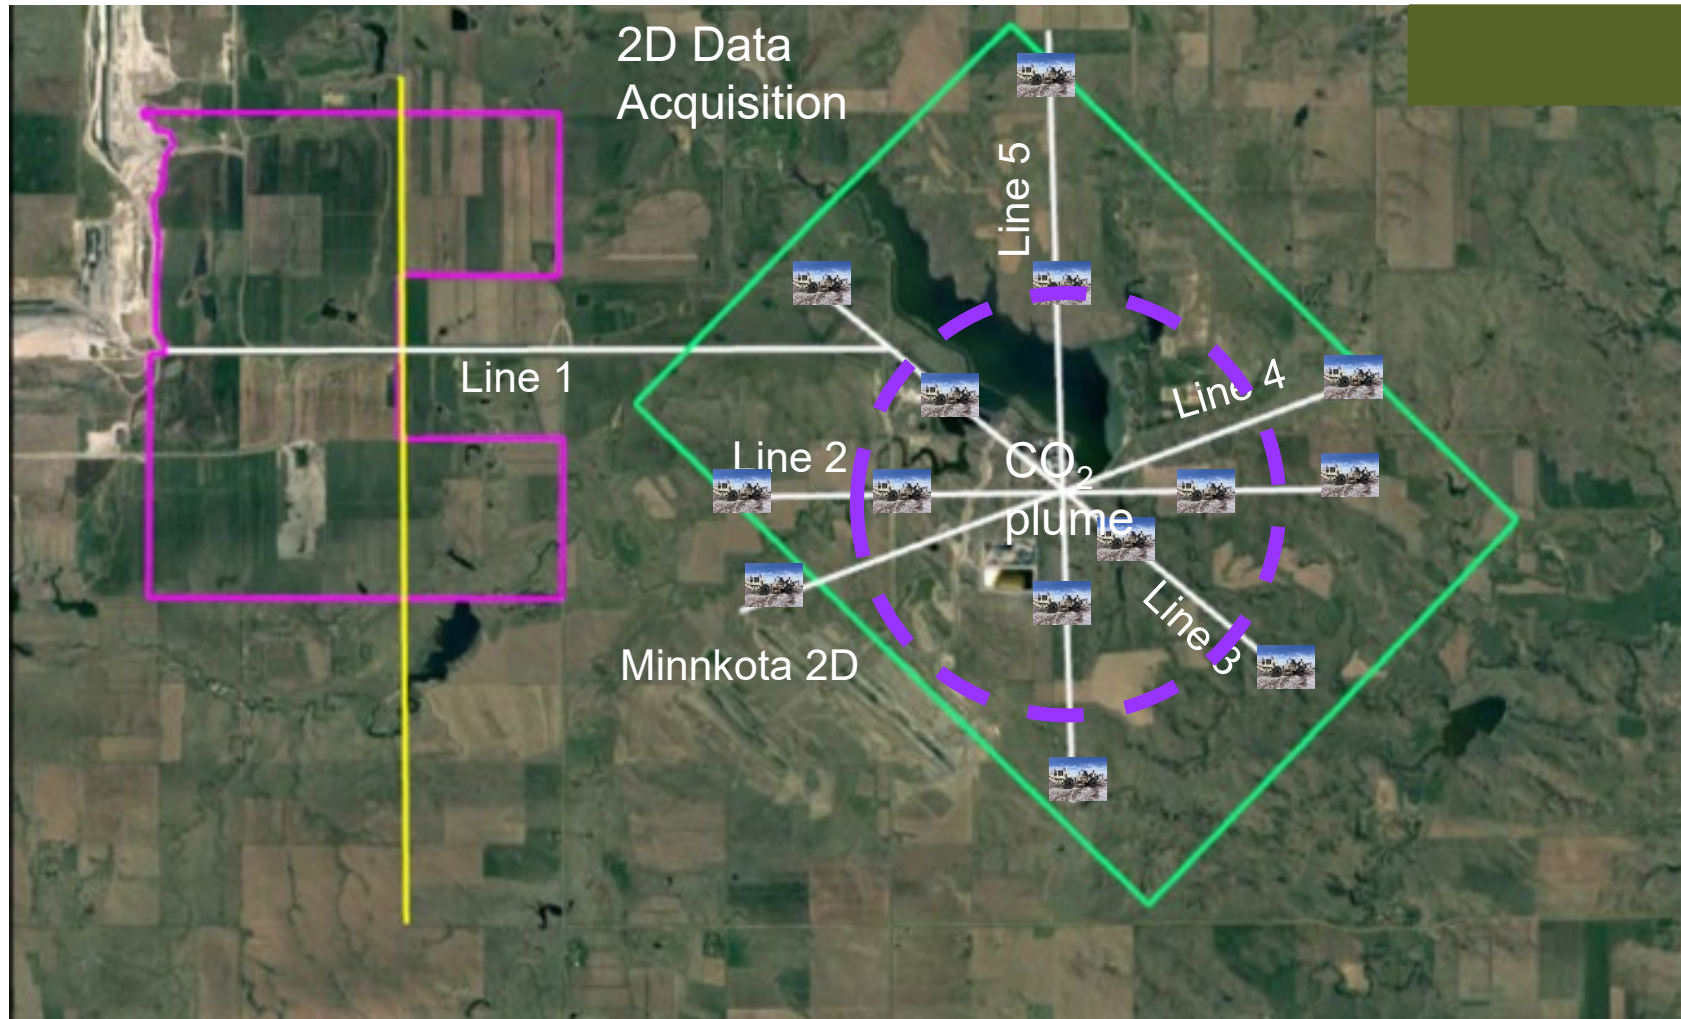 2D Data
Acquisition
Line 5
Line 1
Line 4
Line 2
CO₂
plume
Line 3
Minnkota 2D